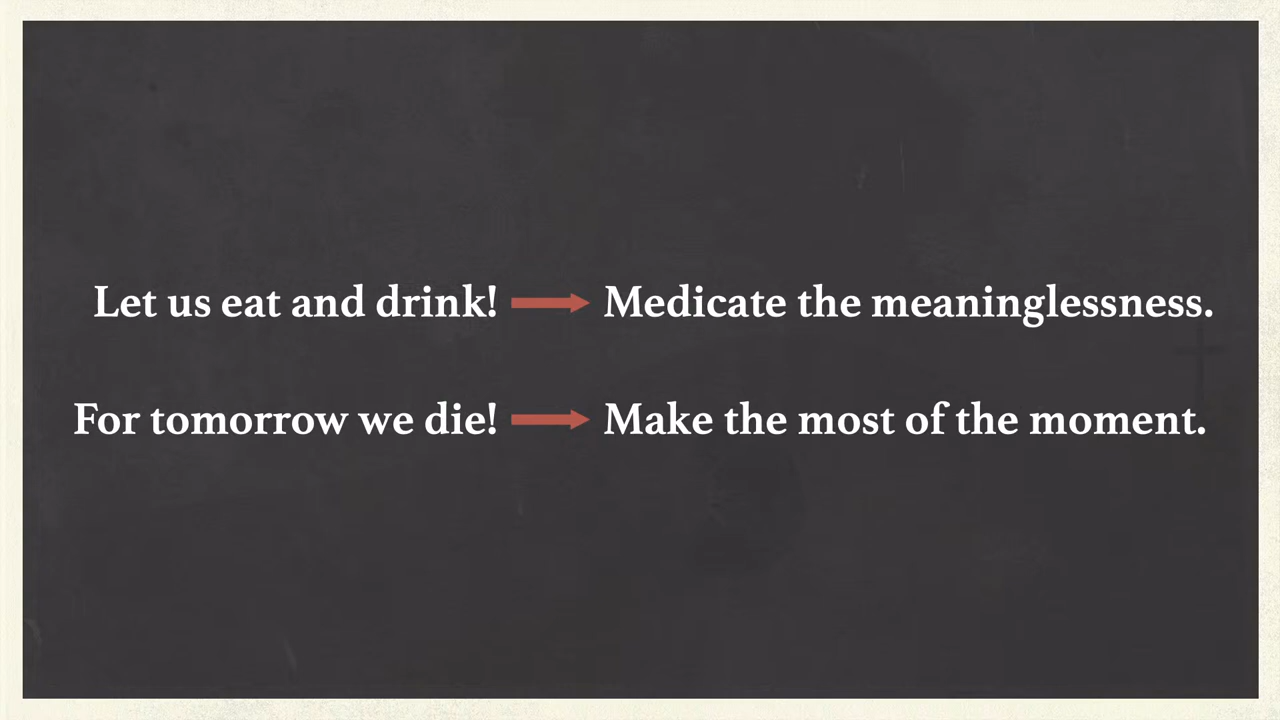 Let us eat and drink! Medicate the meaninglessness.
For tomorrow we die! Make the most of the moment.